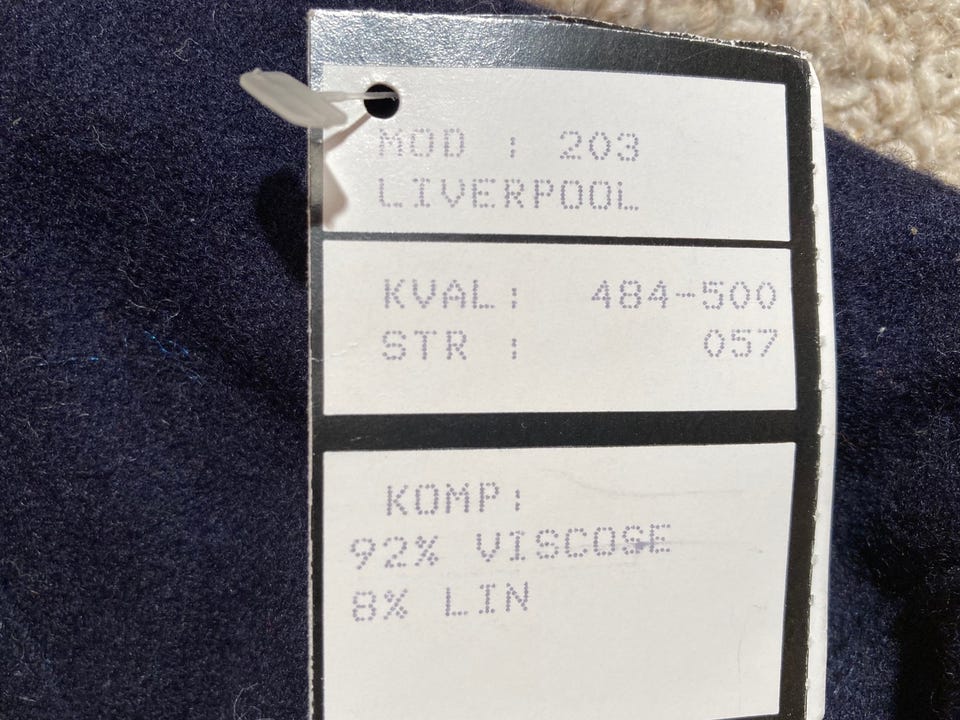 MOD : 203
LIVERPOOL
KVAL: 484-500
STR : 057
KOMP:
92% VISCOSE
8% LIN